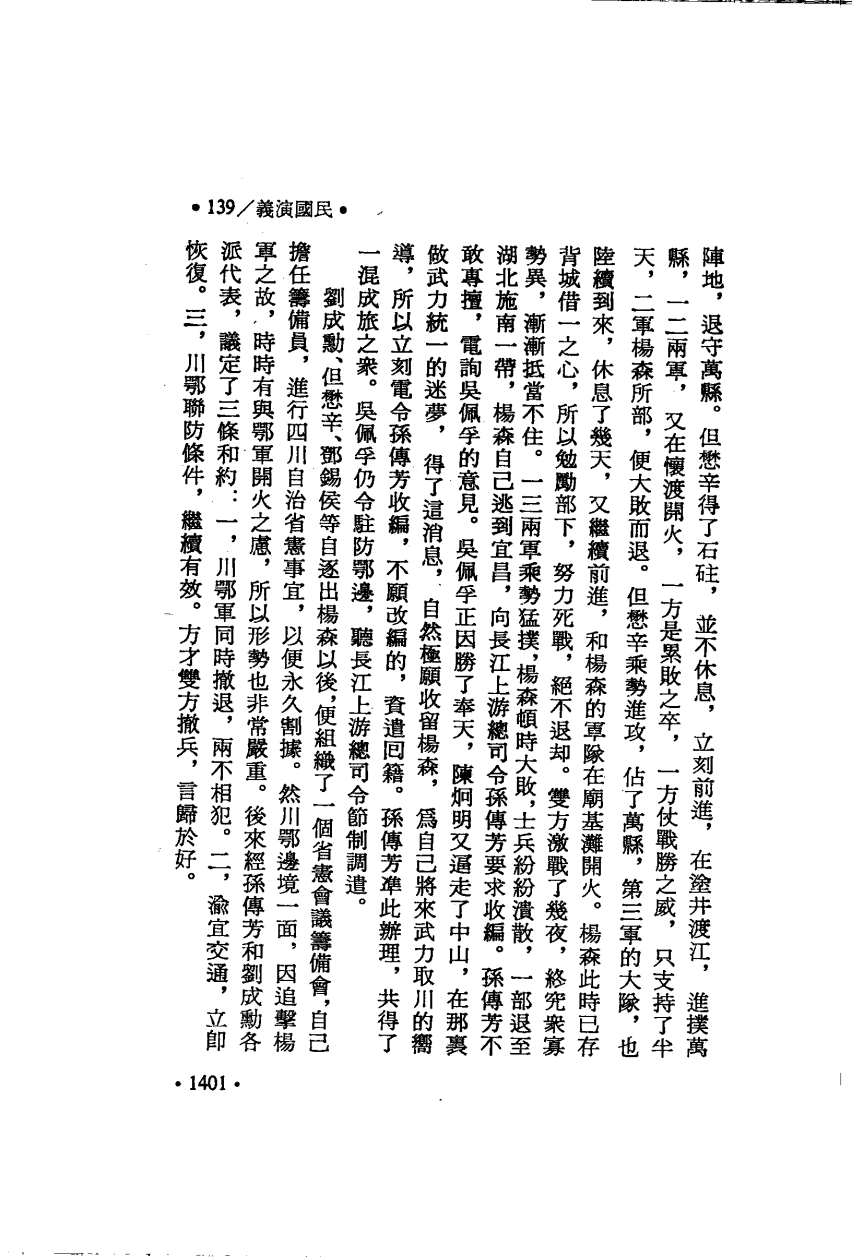 •139／義演國民•
陣地，退守萬縣。但懋辛得了石砫，並不休息，立刻前進，在塗井渡江，進撲萬
縣，一二兩軍，又在懷渡開火，一方是累敗之卒，一方仗戰勝之威，只支持了半
天，二軍楊森所部，便大敗而退。但懋辛乘勢進攻，佔了萬縣，第三軍的大隊，也
陸續到來，休息了幾天，又繼續前進，和楊森的軍隊在廟基灘開火。楊森此時已存
背城借一之心，所以勉勵部下，努力死戰，絕不退却。雙方激戰了幾夜，終究衆寡
勢異，漸漸抵當不住。一三兩軍乘勢猛撲，楊森頓時大敗，士兵紛紛潰散，一部退至
湖北施南一帶，楊森自己逃到宜昌，向長江上游總司令孫傳芳要求收編。孫傳芳不
敢專擅，電詢吳佩孚的意見。吳佩孚正因勝了奉天，陳炯明又逼走了中山，在那裏
做武力統一的迷夢，得了這消息，自然極願收留楊森，爲自己將來武力取川的嚮
導，所以立刻電令孫傳芳收編，不願改編的，資遣回籍。孫傳芳準此辦理，共得了
一混成旅之衆。吳佩孚仍令駐防鄂邊，聽長江上游總司令節制調遣。
劉成勳、但懋辛、鄧錫侯等自逐出楊森以後，便組織了一個省憲會議籌備會，自己
擔任籌備員，進行四川自治省憲事宜，以便永久割據。然川鄂邊境一面，因追擊楊
軍之故，時時有與鄂軍開火之慮，所以形勢也非常嚴重。後來經孫傳芳和劉成勳各
派代表，議定了三條和約：一，川鄂軍同時撤退，兩不相犯。二，渝宜交通，立卽
恢復。三，川鄂聯防條件，繼續有效。方才雙方撤兵，言歸於好。
•1401•